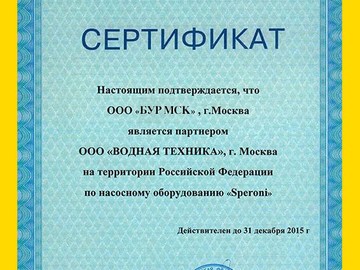 СЕРТИФИКАТ
Настоящим подтверждается, что
ООО «БУР МСК» , г.Москва
является партнером
ООО «ВОДНАЯ ТЕХНИКА», г. Москва
на территории Российской Федерации
по насосному оборудованию «Speroni»
Действителен до 31 декабря 2015 г